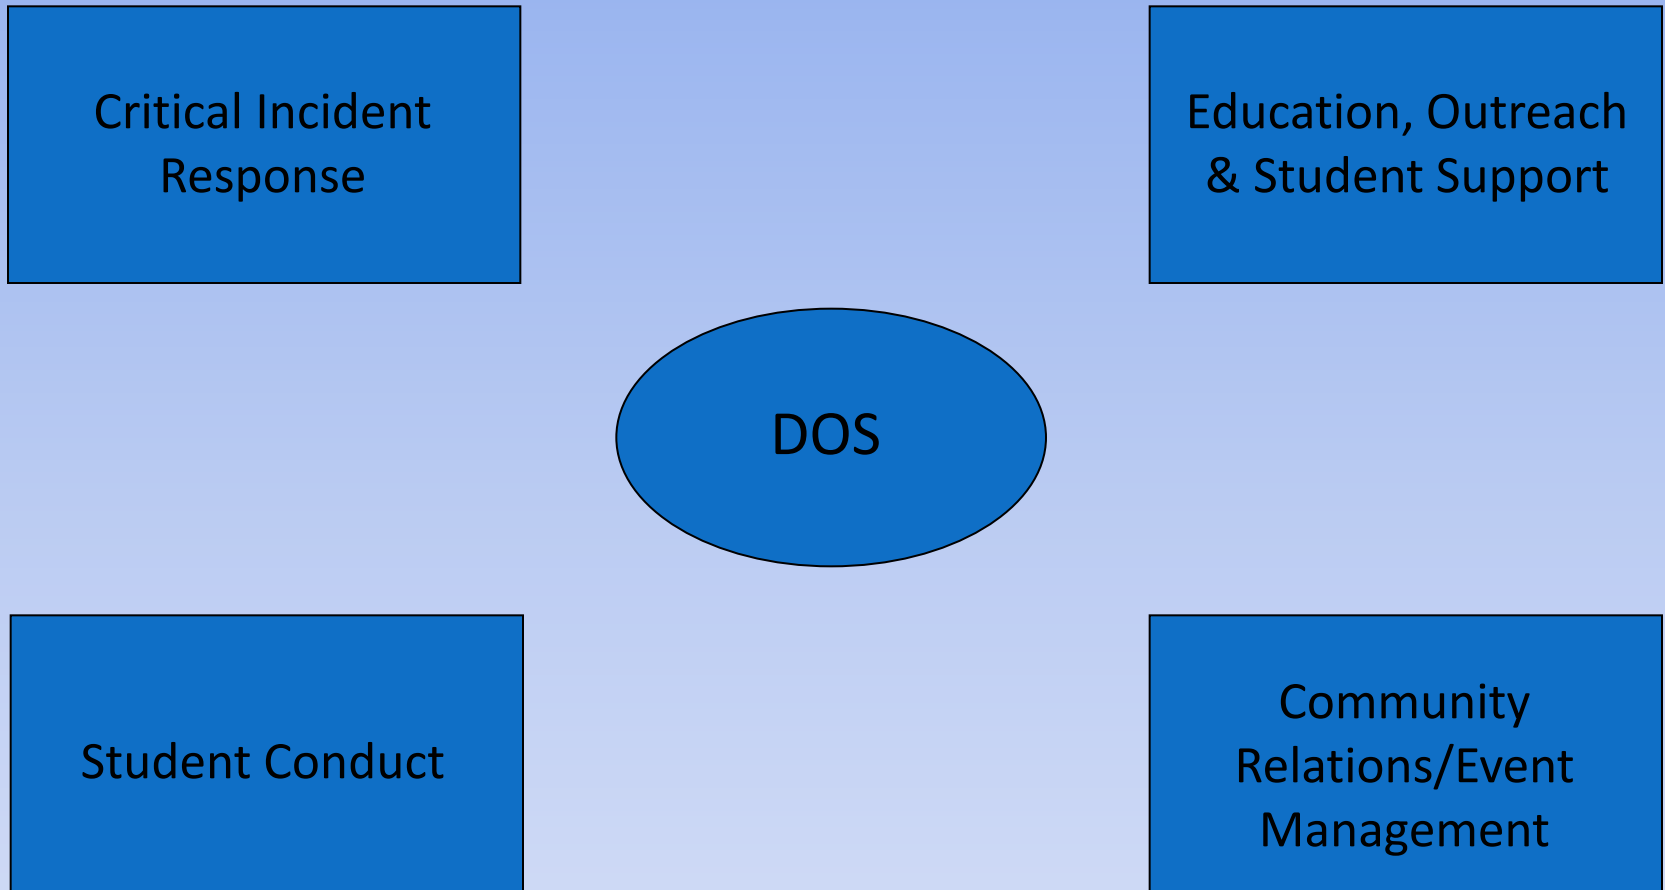 Critical Incident
Response
Education, Outreach
& Student Support
DOS
Student Conduct
Community
Relations/Event
Management